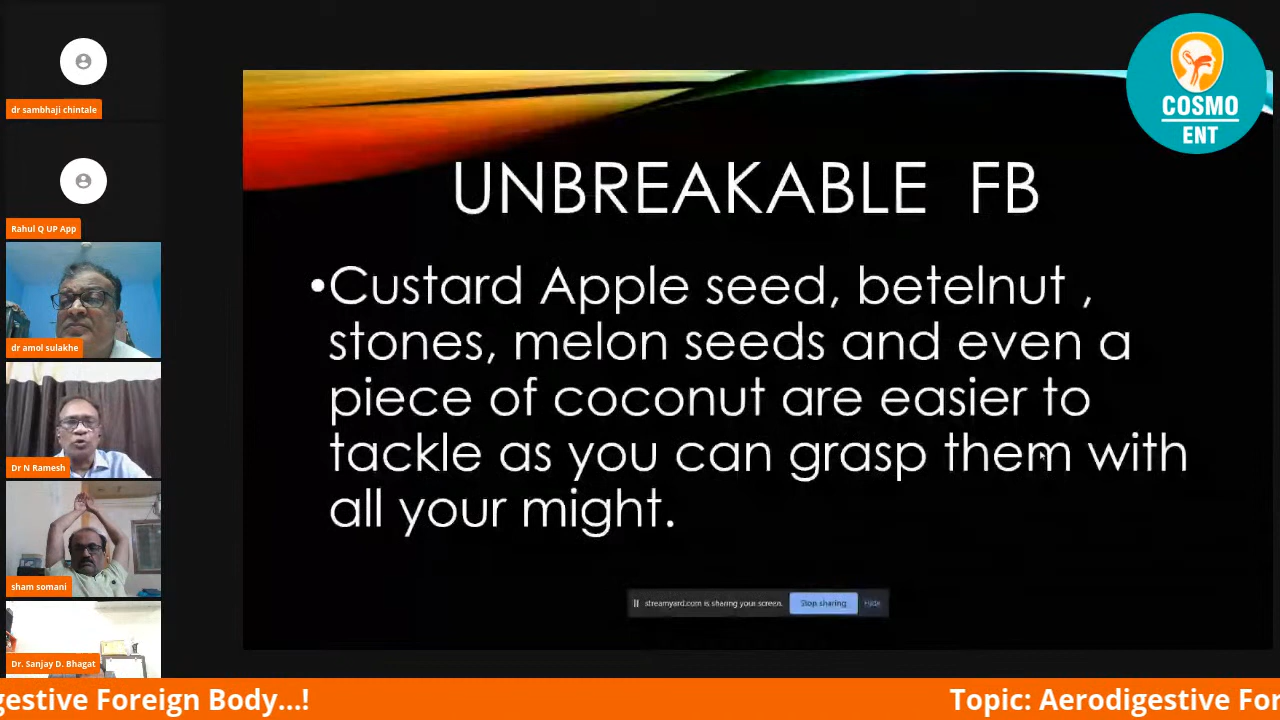 dr sambhaji chintale
Rahul Q UP App
dr amol sulakhe
Dr N Ramesh
sham somani
Dr. Sanjay D. Bhagat
COSMO
ENT
UNBREAKABLE FB
•Custard Apple seed, betelnut ,
stones, melon seeds and even a
piece of coconut are easier to
tackle as you can grasp them with
all your might.
streamyard.com is sharing your screen. Stop sharing Hide
gestive Foreign Body...! Topic: Aerodigestive For